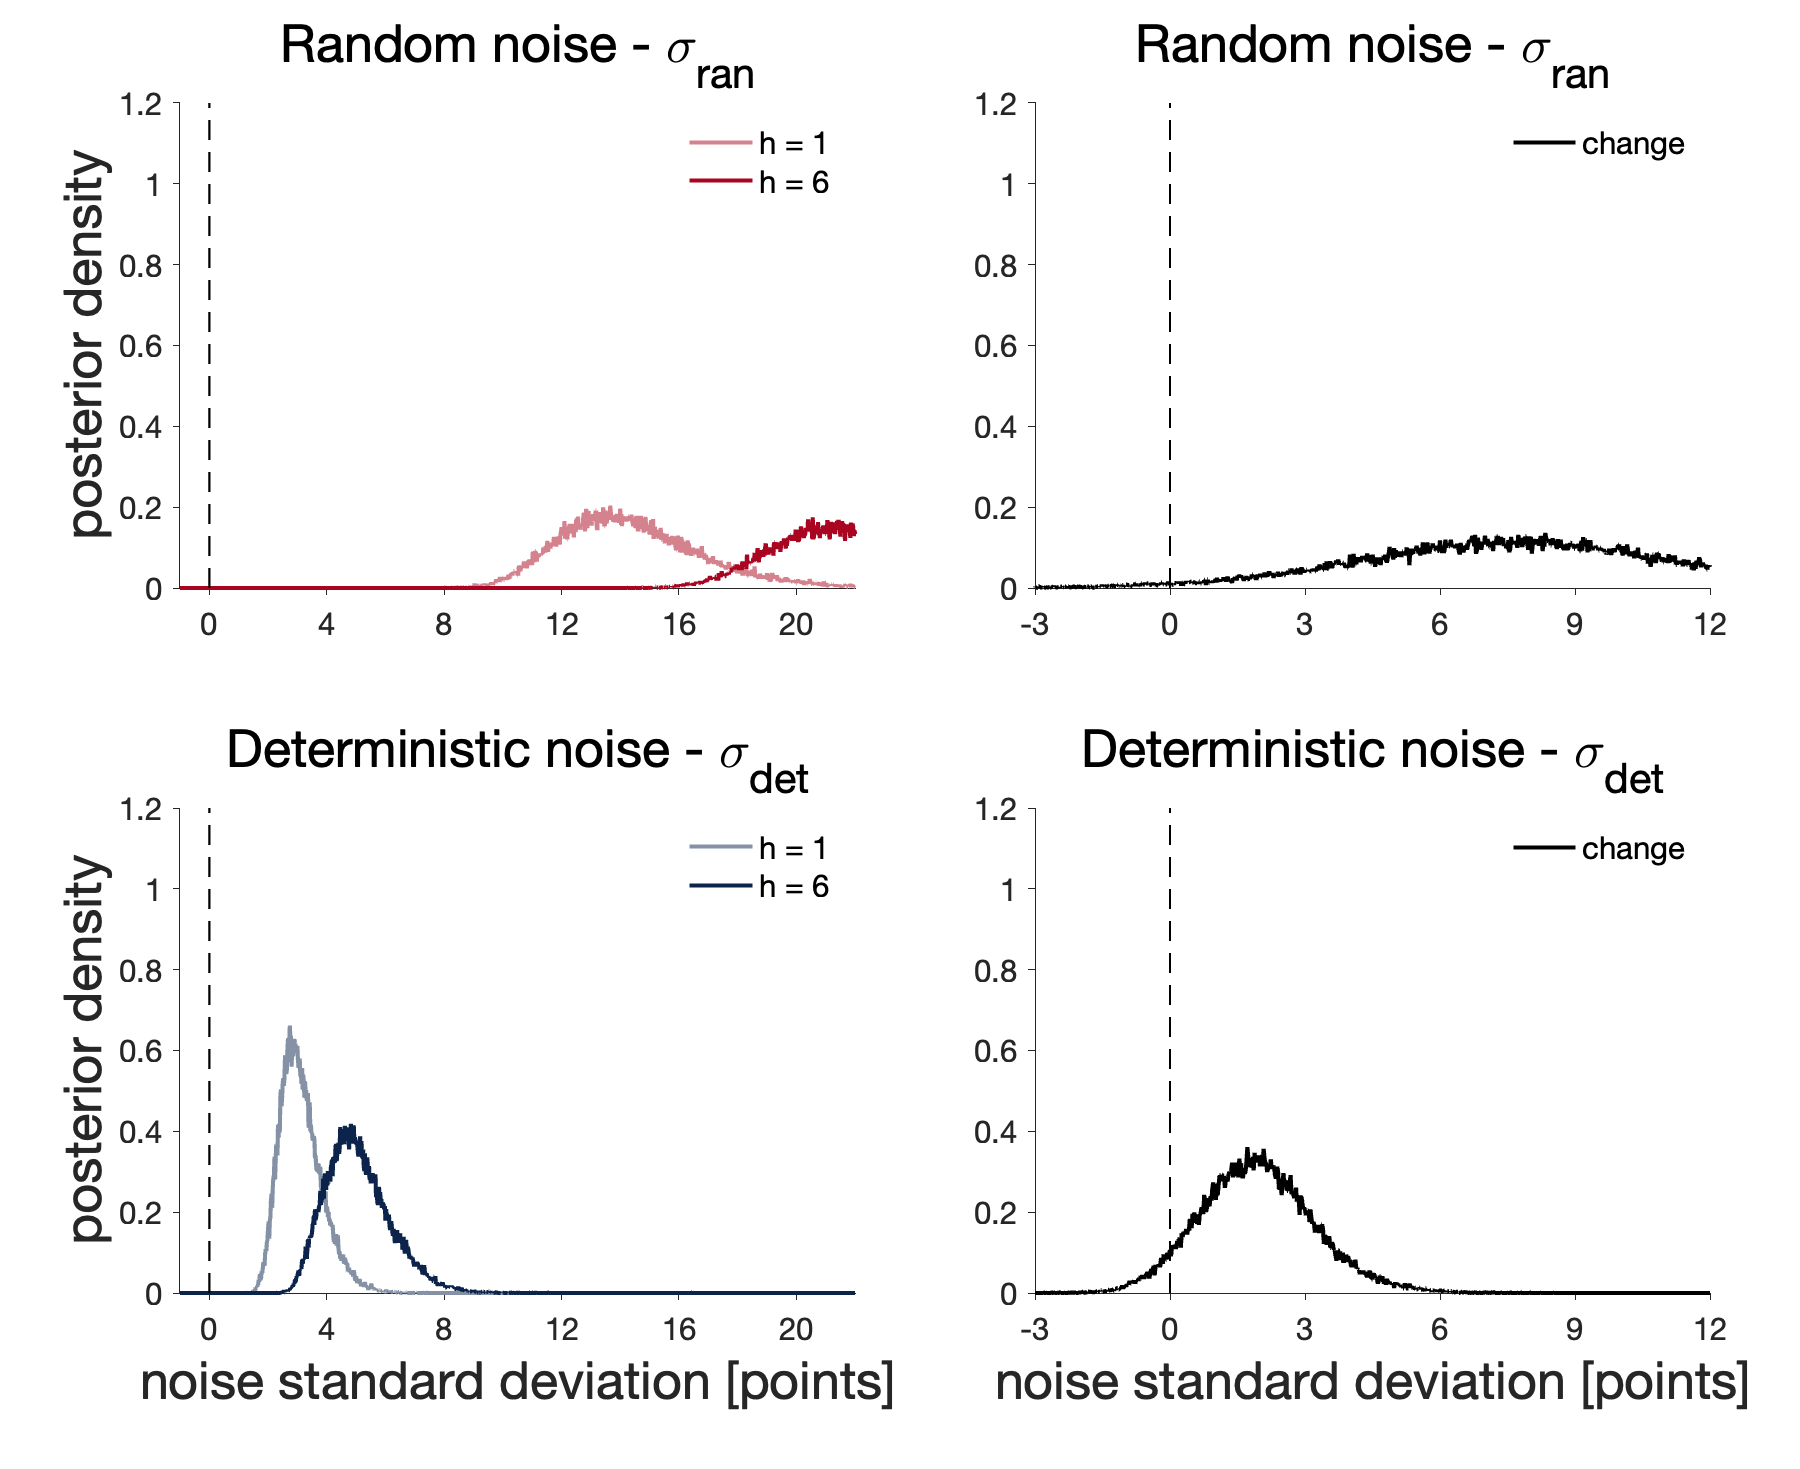 Random noise - σran
posterior density
1.2
1
0.8
0.6
0.4
0.2
0
h = 1
h = 6
0 4 8 12 16 20
Random noise - σran
1.2
1
0.8
0.6
0.4
0.2
0
change
-3 0 3 6 9 12
Deterministic noise - σdet
posterior density
1.2
1
0.8
0.6
0.4
0.2
0
h = 1
h = 6
0 4 8 12 16 20
noise standard deviation [points]
Deterministic noise - σdet
1.2
1
0.8
0.6
0.4
0.2
0
change
-3 0 3 6 9 12
noise standard deviation [points]